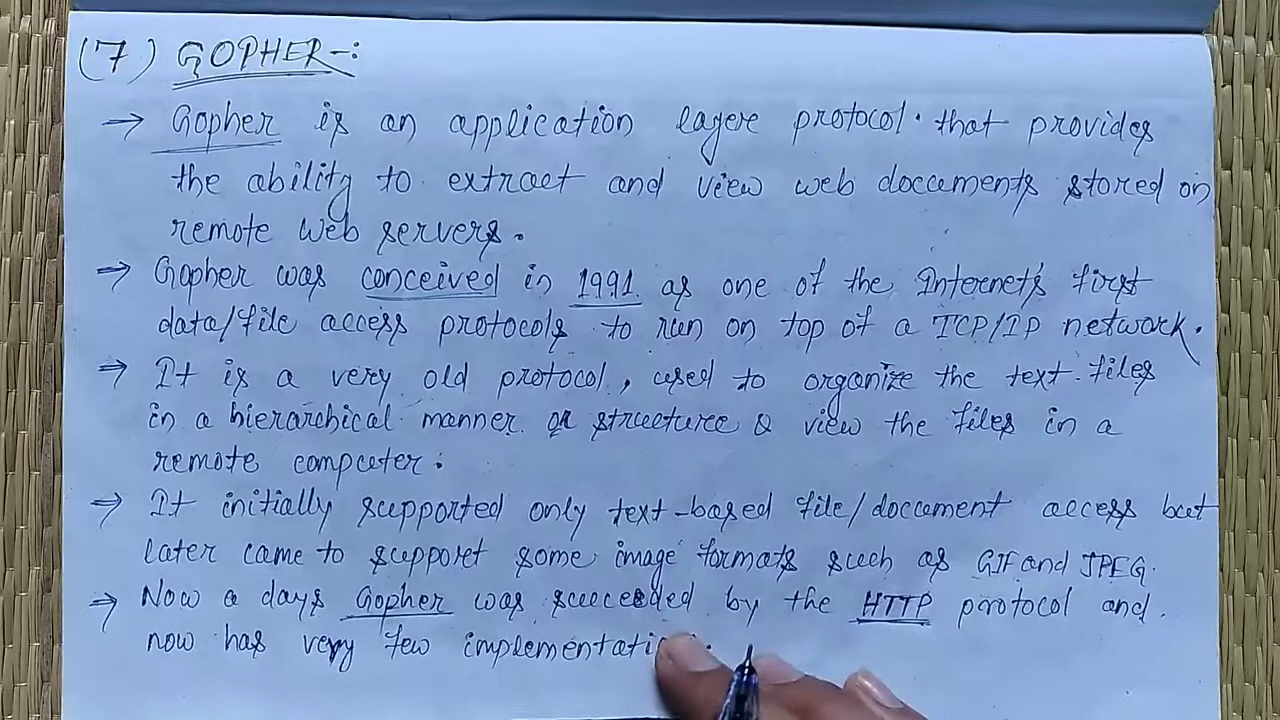 (7) GOPHER-:
→ Gopher is an application layer protocol. that provides
the ability to extract and view web documents stored on
remote web servers.
→ Gopher was conceived in 1991 as one of the Internet's first
data/file access protocols to run on top of a TCP/IP network.
→ It is a very old protocol, used to organize the text files
in a hierarchical manner or structure & view the files in a
remote computer.
→ It initially supported only text-based file/document access but
later came to support some image formats such as GIF and JPEG.
→ Now a days Gopher was succeeded by the HTTP protocol and.
now has very few